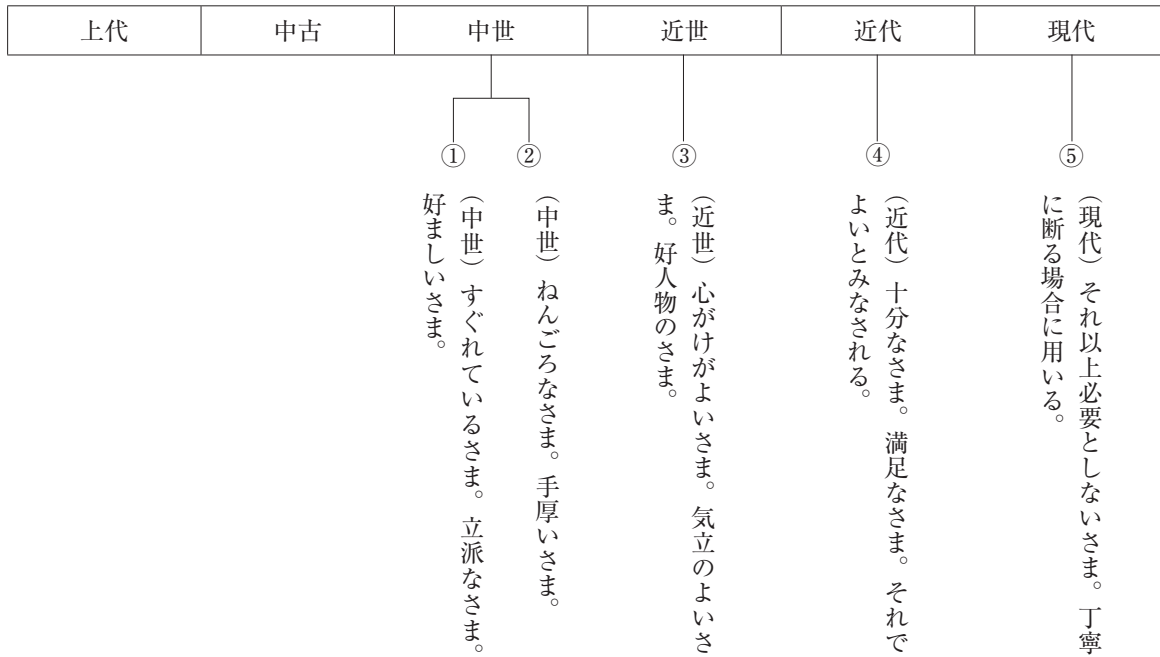 上代
中古
中世
近世
近代
現代
①
(中世)すぐれているさま。立派なさま。
好ましいさま。
②
(中世)ねんごろなさま。手厚いさま。
③
(近世)心がけがよいさま。気立のよいさ
ま。好人物のさま。
④
(近代)十分なさま。満足なさま。それで
よいとみなされる。
⑤
(現代)それ以上必要としないさま。丁寧
に断る場合に用いる。